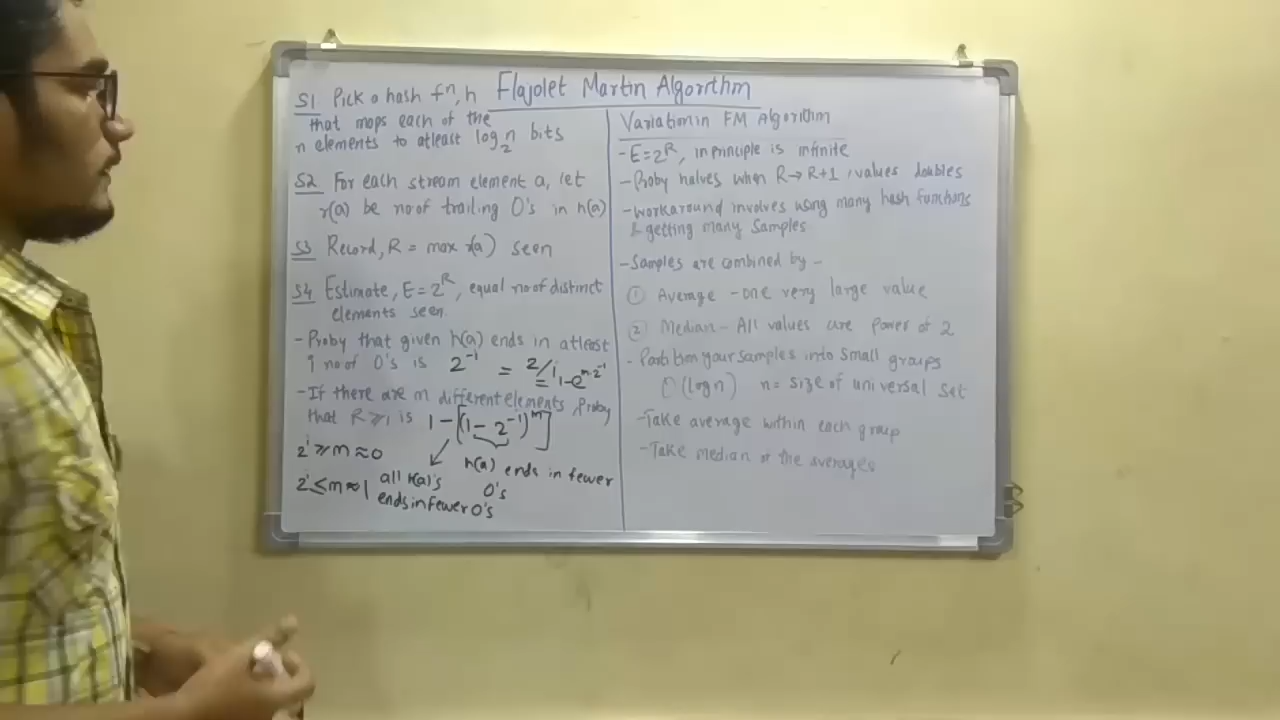 Flajolet Martin Algorithm
S1 Pick a hash fⁿ, h
that maps each of the
n elements to atleast log₂n bits
S2 For each stream element a, let
r(a) be no of trailing 0's in h(a)
S3 Record, R = max r(a) seen
S4 Estimate, E = 2ᴿ, equal no of distinct
elements seen.
- Proby that given h(a) ends in atleast
i no of 0's is 2⁻ⁱ = 2/i
= 1-e^m·2⁻ⁱ
- If there are m different elements, Proby
that R ≥ i is 1 - [(1 - 2⁻ⁱ)ᵐ]
2ⁱ ≥ m ≈ 0
h(a) ends in fewer
0's
2ⁱ ≤ m ≈ 1
all r(a)'s
ends in fewer 0's
Variation in FM Algorithm
- E = 2ᴿ, in principle is infinite
- Proby halves when R → R+1, values doubles
- workaround involves using many hash functions
& getting many samples
- Samples are combined by -
① Average - one very large value
② Median - All values are Power of 2
- Partition your samples into small groups
O(log n) n = size of universal set
- Take average within each group
- Take median of the averages